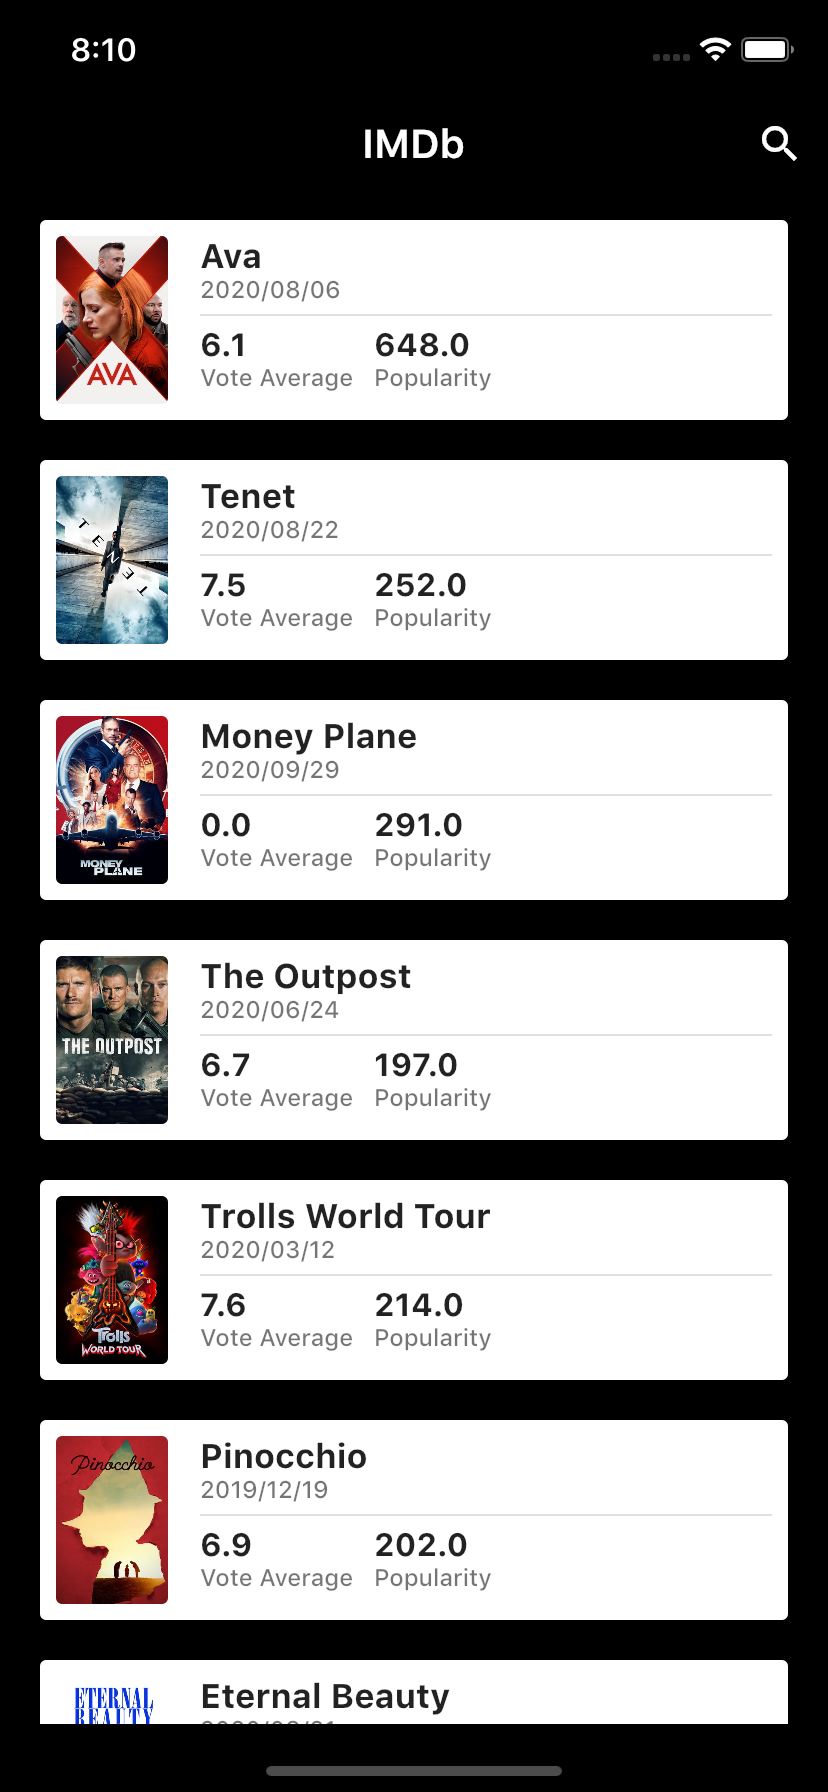 8:10
IMDb
Ava
2020/08/06
6.1 648.0
Vote Average Popularity
AVA
Tenet
2020/08/22
TENET
7.5 252.0
Vote Average Popularity
Money Plane
2020/09/29
0.0 291.0
Vote Average Popularity
MONEY
PLANE
The Outpost
2020/06/24
THE OUTPOST
6.7 197.0
Vote Average Popularity
Trolls World Tour
2020/03/12
7.6 214.0
Vote Average Popularity
Trolls
WORLD TOUR
Pinocchio
Pinocchio
2019/12/19
6.9 202.0
Vote Average Popularity
Eternal Beauty
ETERNAL
BEAUTY